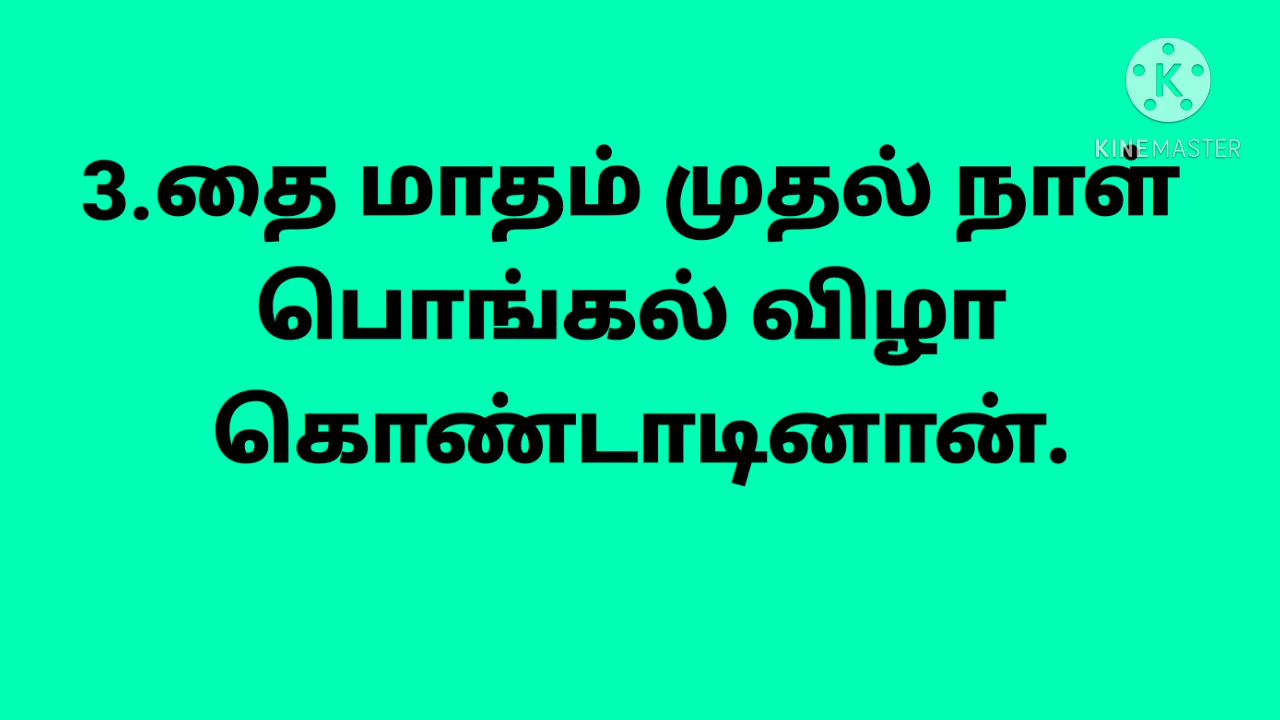 K
KINEMASTER
3.தை மாதம் முதல் நாள்
பொங்கல் விழா
கொண்டாடினான்.